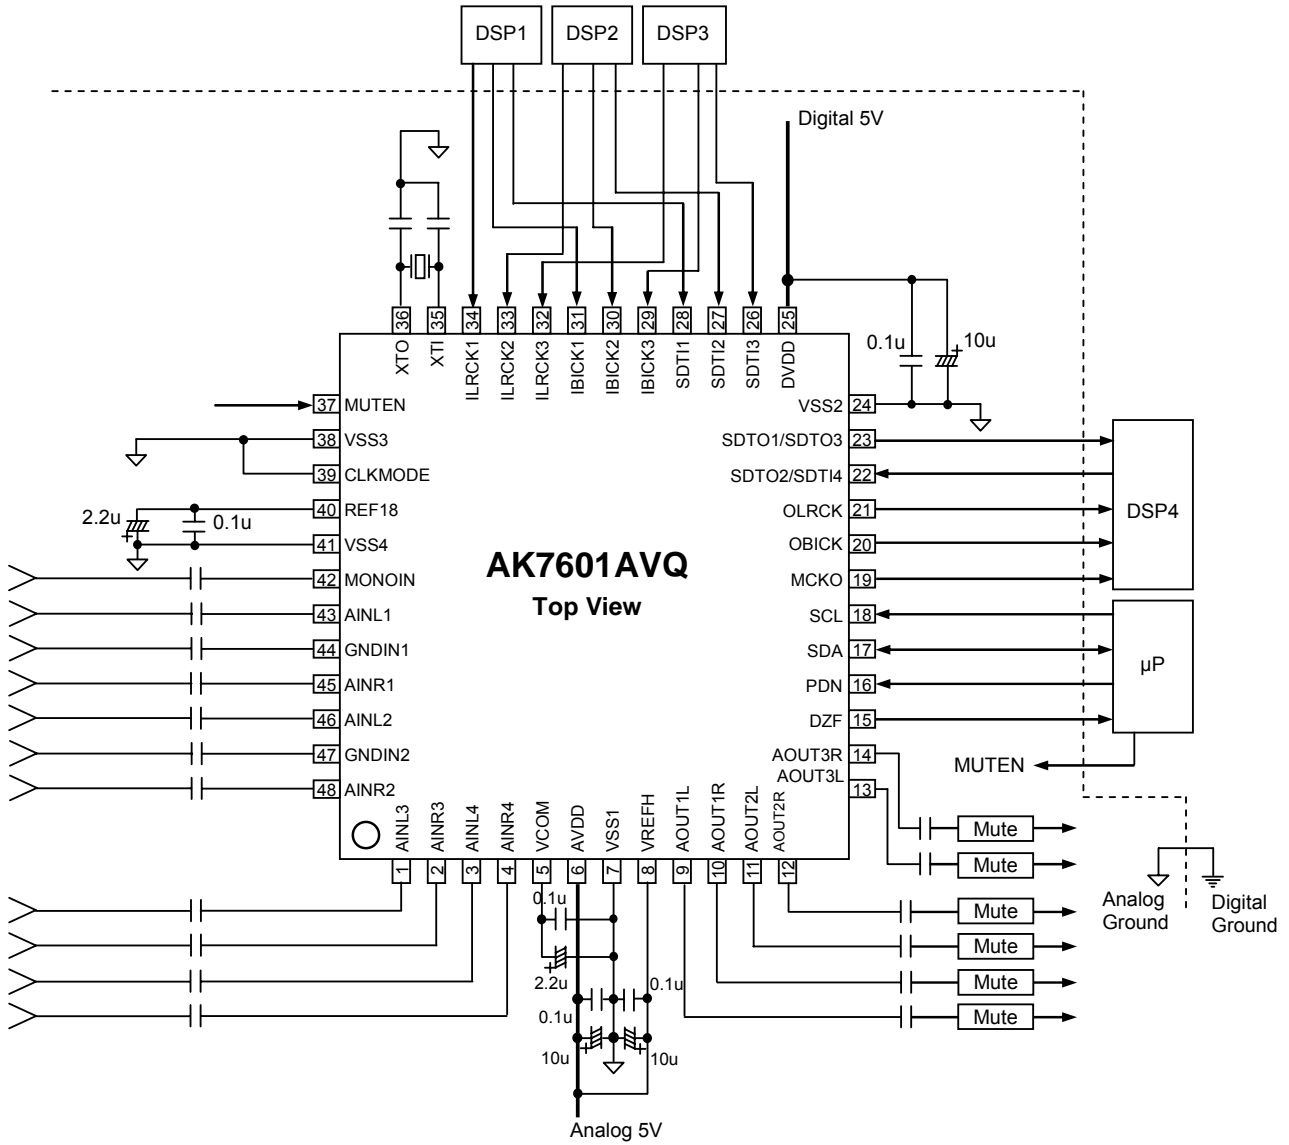 DSP1 DSP2 DSP3
Digital 5V
36 35 34 33 32 31 30 29 28 27 26 25
XTO XTI ILRCK1 ILRCK2 ILRCK3 IBICK1 IBICK2 IBICK3 SDTI1 SDTI2 SDTI3 DVDD
0.1u + 10u
37 MUTEN
38 VSS3
39 CLKMODE
40 REF18
41 VSS4
42 MONOIN
43 AINL1
44 GNDIN1
45 AINR1
46 AINL2
47 GNDIN2
48 AINR2
2.2u + 0.1u
AK7601AVQ
Top View
VSS2 24
SDTO1/SDTO3 23
SDTO2/SDTI4 22
OLRCK 21
OBICK 20
MCKO 19
SCL 18
SDA 17
PDN 16
DZF 15
AOUT3R 14
AOUT3L 13
DSP4
µP
MUTEN
AINL3 AINR3 AINL4 AINR4 VCOM AVDD VSS1 VREFH AOUT1L AOUT1R AOUT2L AOUT2R
1 2 3 4 5 6 7 8 9 10 11 12
Mute
Mute
Mute
Mute
Mute
Mute
Analog
Ground
Digital
Ground
0.1u
+
2.2u 0.1u
0.1u
+ +
10u 10u
Analog 5V